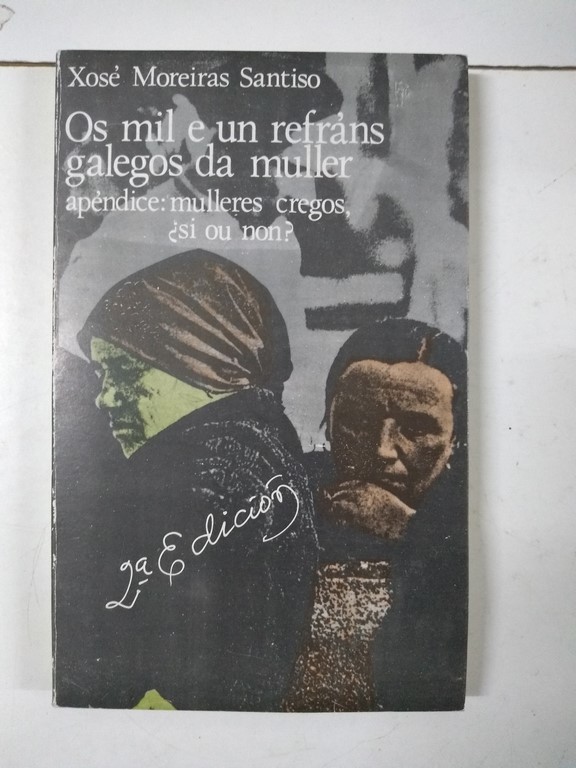 Xosé Moreiras Santiso
Os mil e un refráns
galegos da muller
apéndice: mulleres cregos,
¿si ou non?
2ª Edición